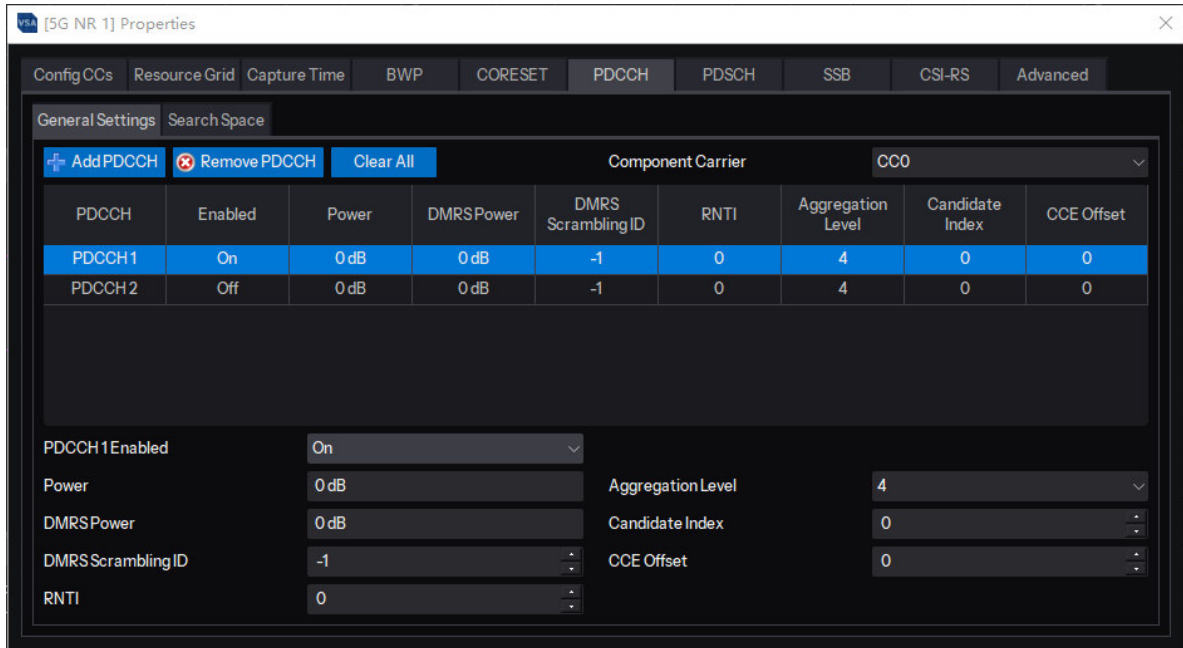 VSA [5G NR 1] Properties
Config CCs Resource Grid Capture Time BWP CORESET PDCCH PDSCH SSB CSI-RS Advanced
General Settings Search Space
Add PDCCH Remove PDCCH Clear All Component Carrier CC0
PDCCH Enabled Power DMRS Power DMRS Scrambling ID RNTI Aggregation Level Candidate Index CCE Offset
PDCCH 1 On 0 dB 0 dB -1 0 4 0 0
PDCCH 2 Off 0 dB 0 dB -1 0 4 0 0
PDCCH 1 Enabled On
Power 0 dB Aggregation Level 4
DMRS Power 0 dB Candidate Index 0
DMRS Scrambling ID -1 CCE Offset 0
RNTI 0